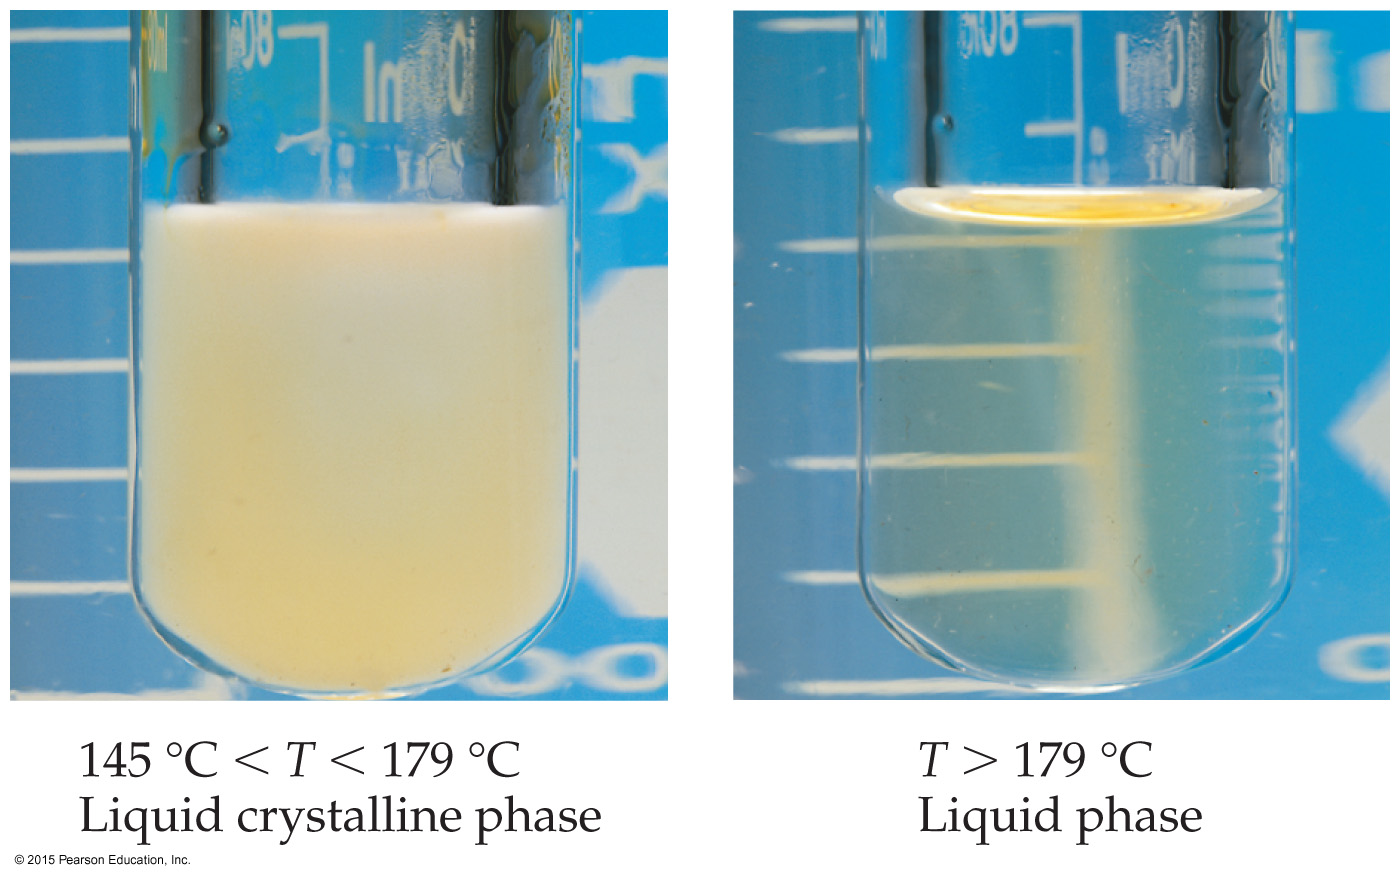 145 °C < T < 179 °C
Liquid crystalline phase
T > 179 °C
Liquid phase
© 2015 Pearson Education, Inc.